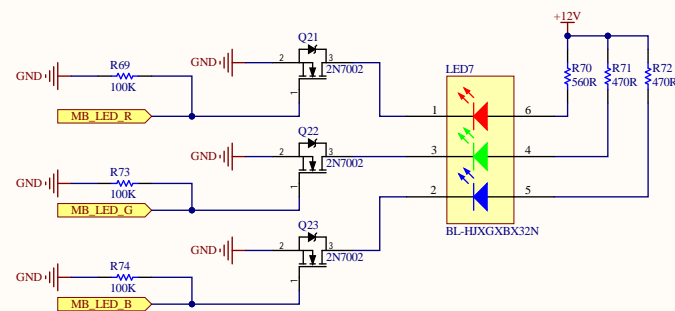 +12V
Q21
GND
2
3
2N7002
1
R69
GND
100K
MB_LED_R
R70
560R
R71
470R
R72
470R
LED7
1
6
3
4
2
5
BL-HJXGXBX32N
Q22
GND
2
3
2N7002
1
R73
GND
100K
MB_LED_G
Q23
GND
2
3
2N7002
1
R74
GND
100K
MB_LED_B